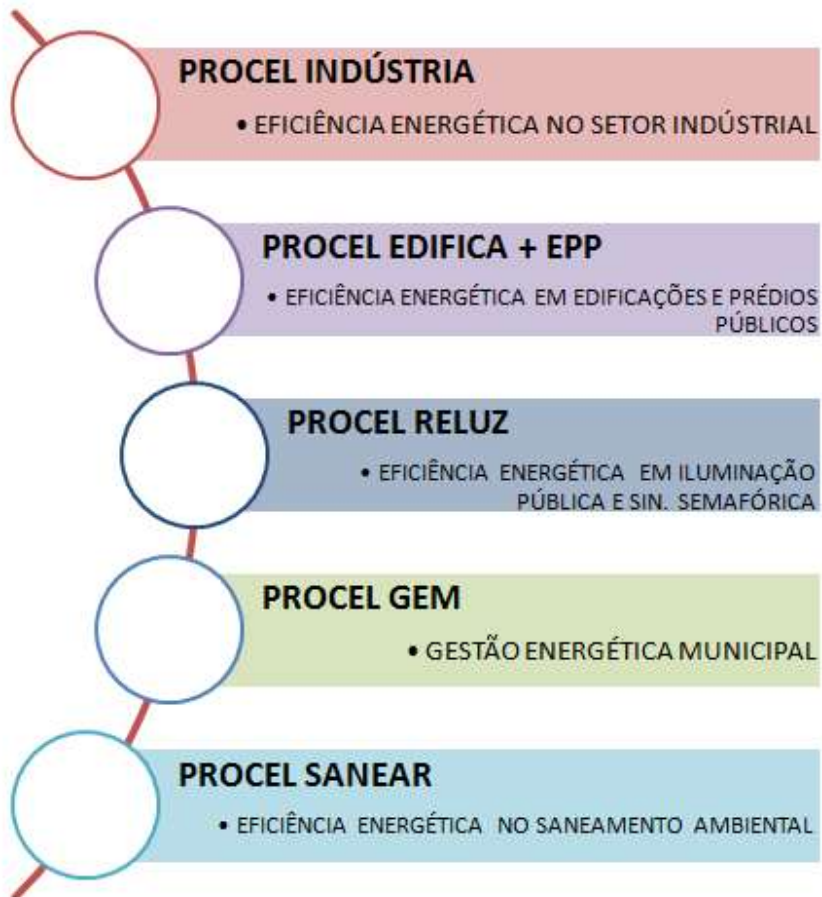 PROCEL INDÚSTRIA
• EFICIÊNCIA ENERGÉTICA NO SETOR INDÚSTRIAL
PROCEL EDIFICA + EPP
• EFICIÊNCIA ENERGÉTICA EM EDIFICAÇÕES E PRÉDIOS
PÚBLICOS
PROCEL RELUZ
• EFICIÊNCIA ENERGÉTICA EM ILUMINAÇÃO
PÚBLICA E SIN. SEMAFÓRICA
PROCEL GEM
• GESTÃO ENERGÉTICA MUNICIPAL
PROCEL SANEAR
• EFICIÊNCIA ENERGÉTICA NO SANEAMENTO AMBIENTAL